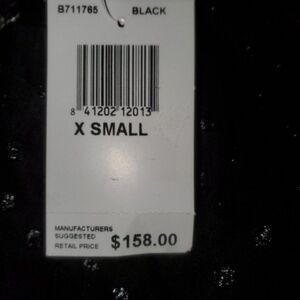 B711765 BLACK
8 41202 12013
X SMALL
MANUFACTURERS
SUGGESTED
RETAIL PRICE $158.00